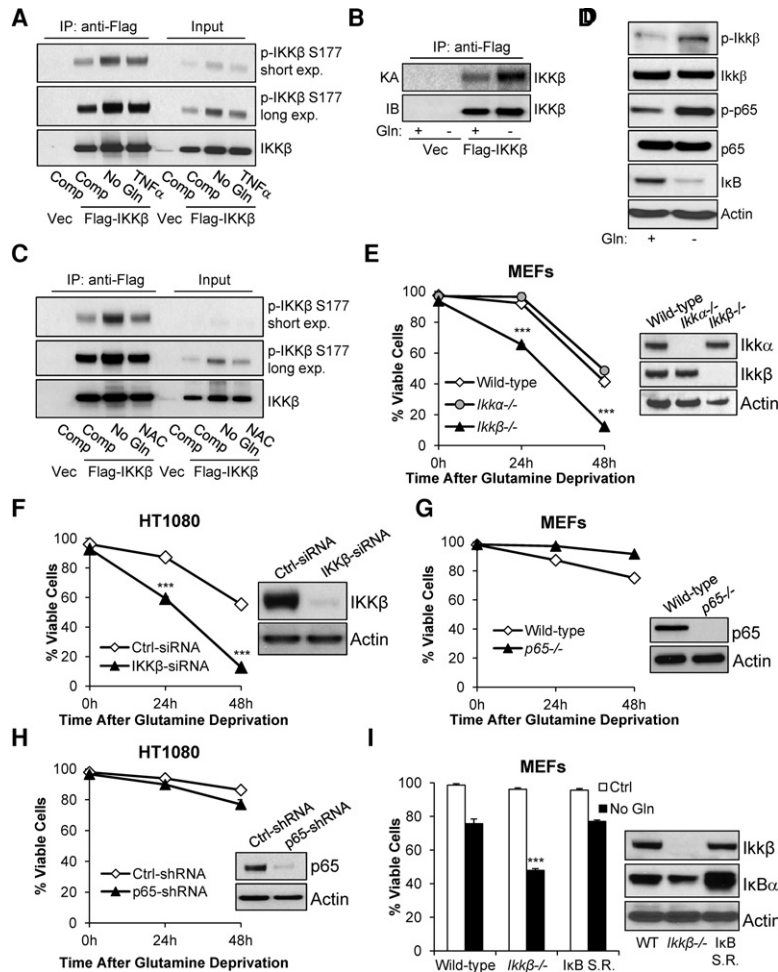 A
IP: anti-Flag
Input
p-IKKβ S177
short exp.
p-IKKβ S177
long exp.
IKKβ
Comp
Comp
No Gln
TNFα
Comp
Comp
No Gln
TNFα
Vec
Flag-IKKβ
Vec
Flag-IKKβ
B
IP: anti-Flag
KA
IKKβ
IB
IKKβ
Gln: + - + -
Vec
Flag-IKKβ
D
p-Ikkβ
Ikkβ
p-p65
p65
IκB
Actin
Gln: + -
C
IP: anti-Flag
Input
p-IKKβ S177
short exp.
p-IKKβ S177
long exp.
IKKβ
Comp
Comp
No Gln
NAC
Comp
Comp
No Gln
NAC
Vec
Flag-IKKβ
Vec
Flag-IKKβ
E
MEFs
% Viable Cells
100
80
60
40
20
0
***
***
Wild-type
Ikkα-/-
Ikkβ-/-
0h
24h
48h
Time After Glutamine Deprivation
Wild-type
Ikkα-/-
Ikkβ-/-
Ikkα
Ikkβ
Actin
F
HT1080
% Viable Cells
100
80
60
40
20
0
***
***
Ctrl-siRNA
IKKβ-siRNA
0h
24h
48h
Time After Glutamine Deprivation
Ctrl-siRNA
IKKβ-siRNA
IKKβ
Actin
G
MEFs
% Viable Cells
100
80
60
40
20
0
Wild-type
p65-/-
0h
24h
48h
Time After Glutamine Deprivation
Wild-type
p65-/-
p65
Actin
H
HT1080
% Viable Cells
100
80
60
40
20
0
Ctrl-shRNA
p65-shRNA
0h
24h
48h
Time After Glutamine Deprivation
Ctrl-shRNA
p65-shRNA
p65
Actin
I
MEFs
% Viable Cells
100
80
60
40
20
0
Ctrl
No Gln
***
Wild-type
Ikkβ-/-
IκB S.R.
Ikkβ
IκBα
Actin
WT
Ikkβ-/-
IκB
S.R.